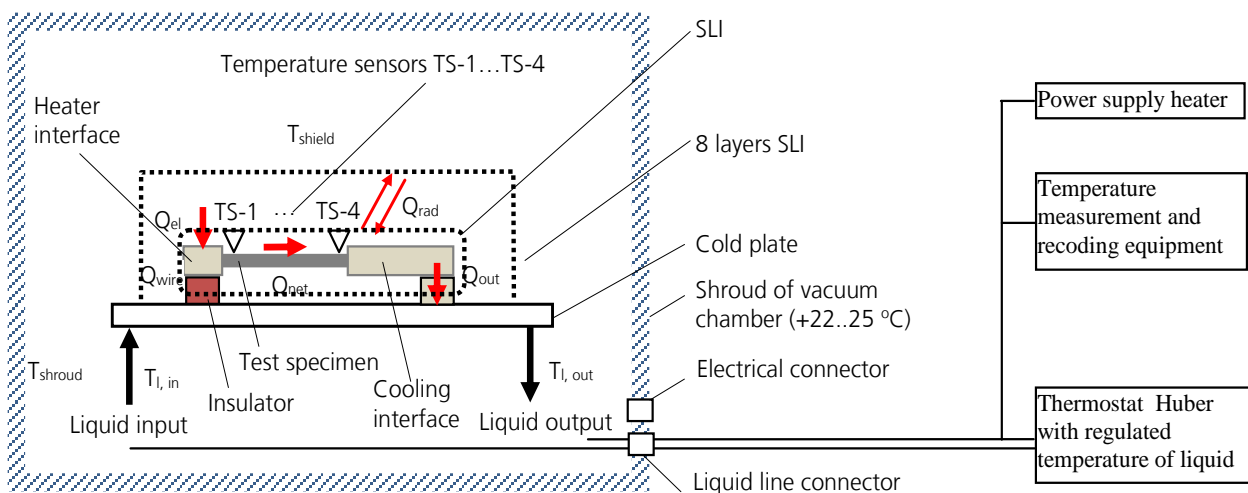 SLI
Temperature sensors TS-1...TS-4
Heater
interface
T_shield
8 layers SLI
Q_el
TS-1 ... TS-4
Q_rad
Cold plate
Q_wire
Q_net
Q_out
Shroud of vacuum
chamber (+22..25 °C)
T_shroud
T_l, in
Test specimen
T_l, out
Electrical connector
Insulator
Cooling
interface
Liquid input
Liquid output
Liquid line connector
Power supply heater
Temperature
measurement and
recoding equipment
Thermostat Huber
with regulated
temperature of liquid